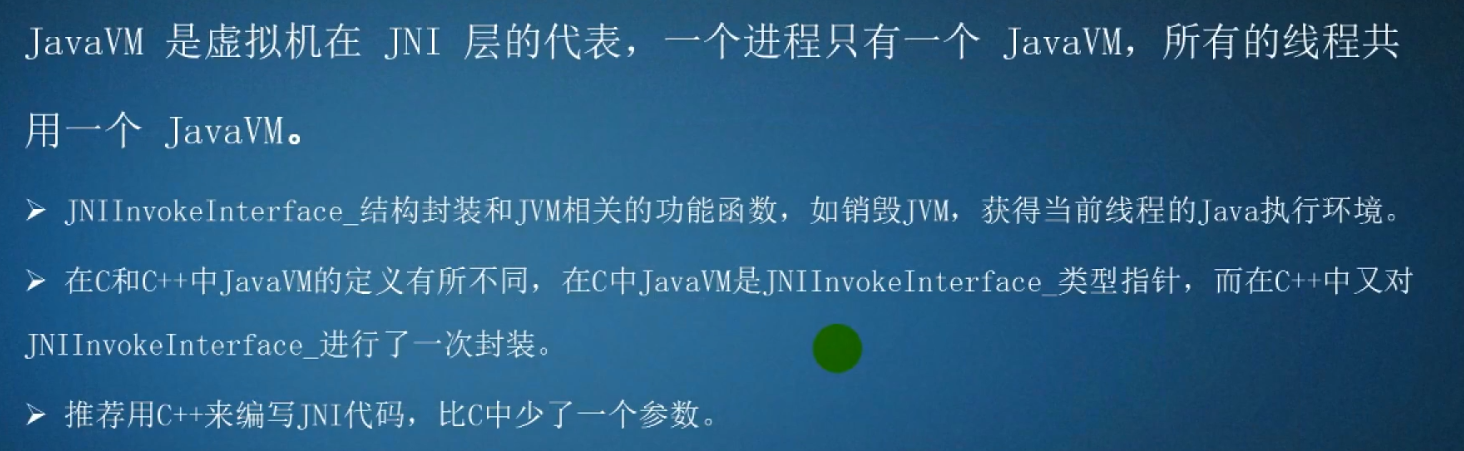 JavaVM 是虚拟机在 JNI 层的代表，一个进程只有一个 JavaVM，所有的线程共
用一个 JavaVM。
➢ JNIInvokeInterface_结构封装和JVM相关的功能函数，如销毁JVM，获得当前线程的Java执行环境。
➢ 在C和C++中JavaVM的定义有所不同，在C中JavaVM是JNIInvokeInterface_类型指针，而在C++中又对
JNIInvokeInterface_进行了一次封装。
➢ 推荐用C++来编写JNI代码，比C中少了一个参数。